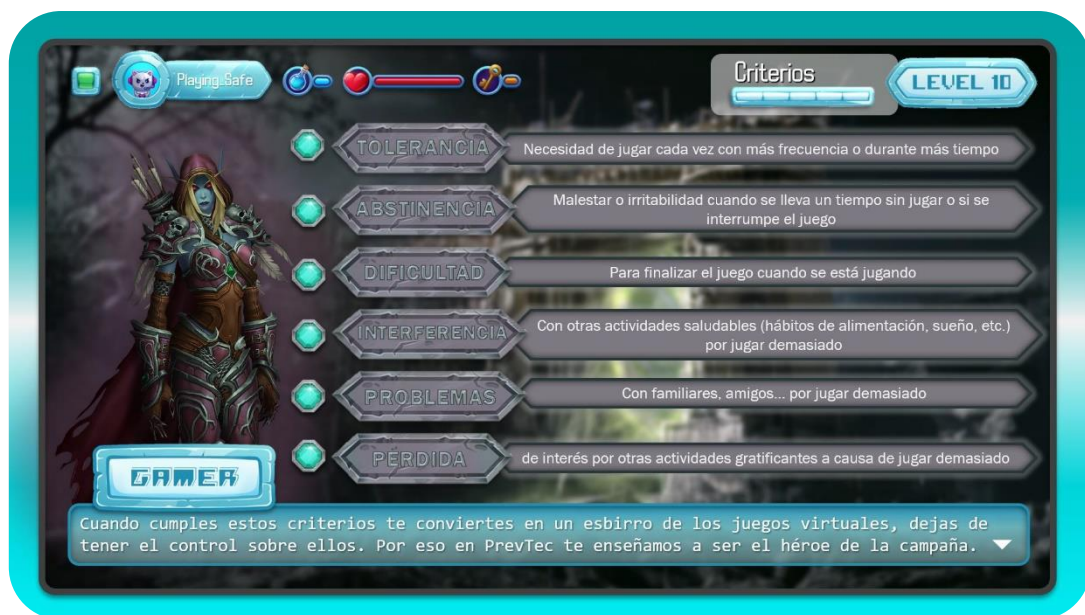 Playing Safe
Criterios
LEVEL 10
TOLERANCIA
Necesidad de jugar cada vez con más frecuencia o durante más tiempo
ABSTINENCIA
Malestar o irritabilidad cuando se lleva un tiempo sin jugar o si se
interrumpe el juego
DIFICULTAD
Para finalizar el juego cuando se está jugando
INTERFERENCIA
Con otras actividades saludables (hábitos de alimentación, sueño, etc.)
por jugar demasiado
PROBLEMAS
Con familiares, amigos... por jugar demasiado
PÉRDIDA
de interés por otras actividades gratificantes a causa de jugar demasiado
GAMER
Cuando cumples estos criterios te conviertes en un esbirro de los juegos virtuales, dejas de
tener el control sobre ellos. Por eso en PrevTec te enseñamos a ser el héroe de la campaña.